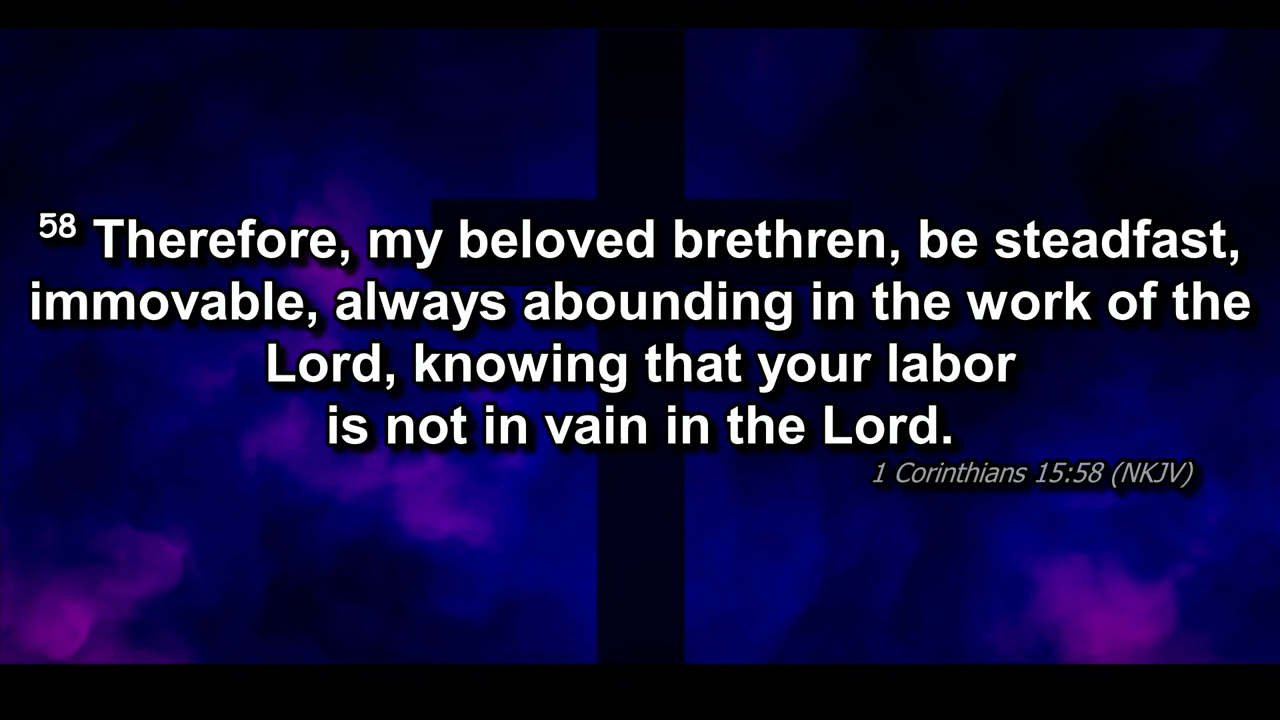 58 Therefore, my beloved brethren, be steadfast,
immovable, always abounding in the work of the
Lord, knowing that your labor
is not in vain in the Lord.
1 Corinthians 15:58 (NKJV)